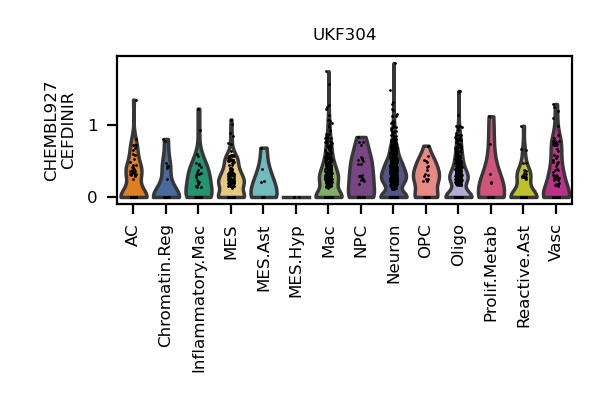 UKF304
CHEMBL927
CEFDINIR
1
0
AC
Chromatin.Reg
Inflammatory.Mac
MES
MES.Ast
MES.Hyp
Mac
NPC
Neuron
OPC
Oligo
Prolif.Metab
Reactive.Ast
Vasc